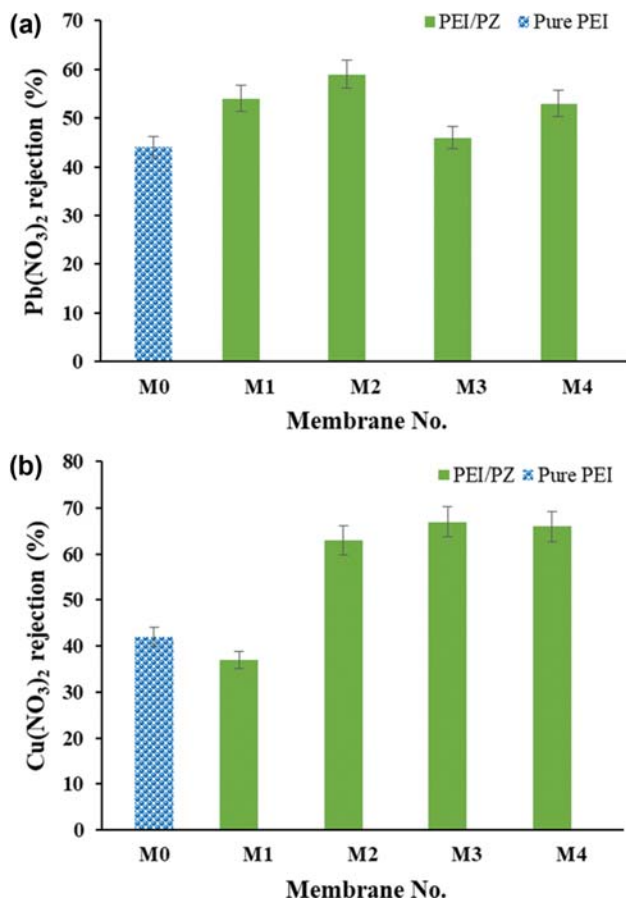 (a)
70
PEI/PZ Pure PEI
60
50
40
30
20
10
0
Pb(NO₃)₂ rejection (%)
M0 M1 M2 M3 M4
Membrane No.
(b)
80
PEI/PZ Pure PEI
70
60
50
40
30
20
10
0
Cu(NO₃)₂ rejection (%)
M0 M1 M2 M3 M4
Membrane No.